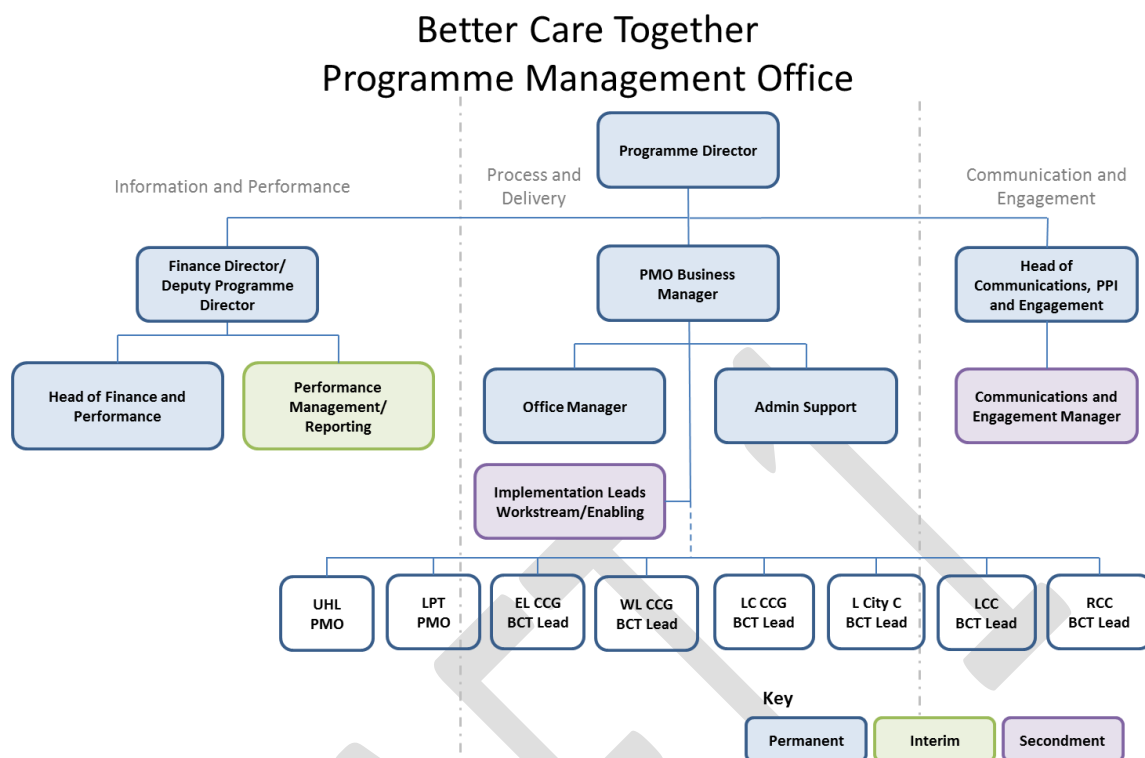 Better Care Together
Programme Management Office
Programme Director
Information and Performance
Process and
Delivery
Communication and
Engagement
Finance Director/
Deputy Programme
Director
PMO Business
Manager
Head of
Communications, PPI
and Engagement
Head of Finance and
Performance
Performance
Management/
Reporting
Office Manager
Admin Support
Communications and
Engagement Manager
Implementation Leads
Workstream/Enabling
UHL
PMO
LPT
PMO
EL CCG
BCT Lead
WL CCG
BCT Lead
LC CCG
BCT Lead
L City C
BCT Lead
LCC
BCT Lead
RCC
BCT Lead
Key
Permanent
Interim
Secondment